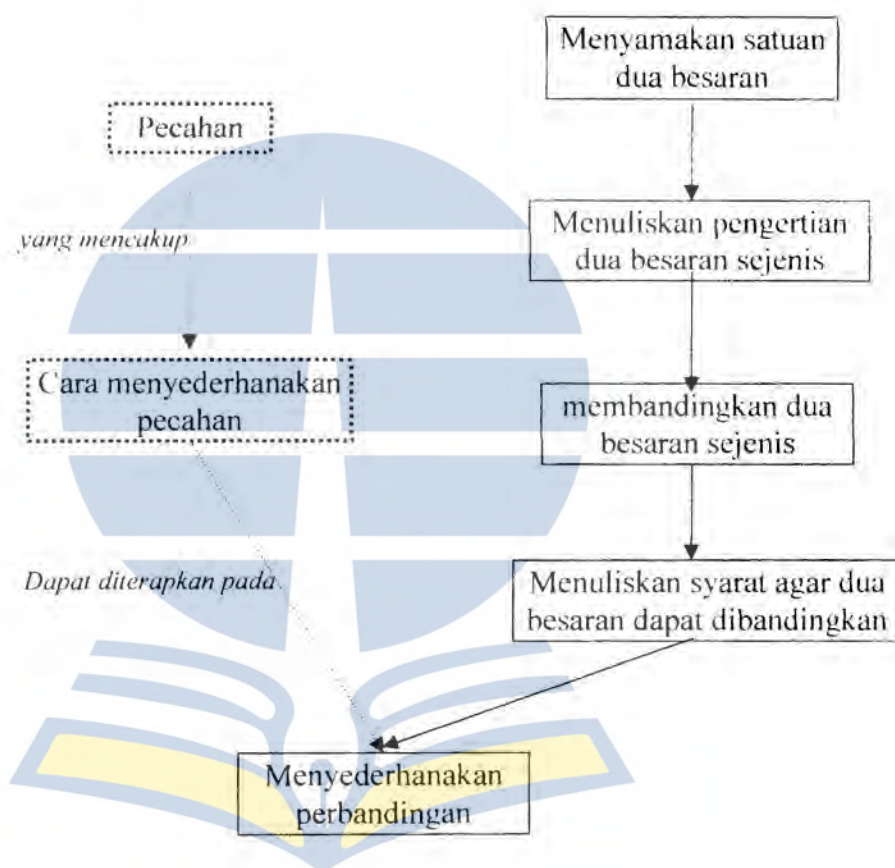 Menyamakan satuan
dua besaran
Pecahan
Menuliskan pengertian
dua besaran sejenis
yang mencakup
Cara menyederhanakan
pecahan
membandingkan dua
besaran sejenis
Dapat diterapkan pada
Menuliskan syarat agar dua
besaran dapat dibandingkan
Menyederhanakan
perbandingan